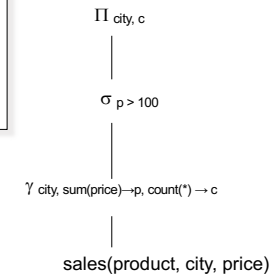 Π city, c
σ p > 100
γ city, sum(price)→p, count(*) → c
sales(product, city, price)